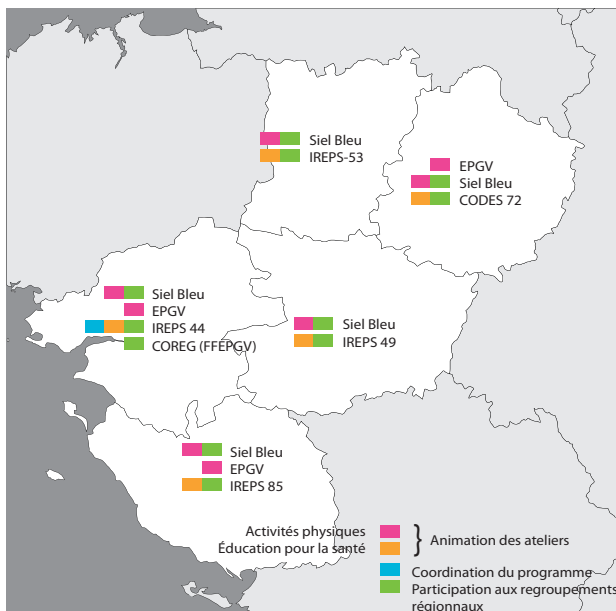 Siel Bleu
IREPS-53
EPGV
Siel Bleu
CODES 72
Siel Bleu
EPGV
IREPS 44
COREG (FFEPGV)
Siel Bleu
IREPS 49
Siel Bleu
EPGV
IREPS 85
Activités physiques
Éducation pour la santé
} Animation des ateliers
Coordination du programme
Participation aux regroupements
régionaux